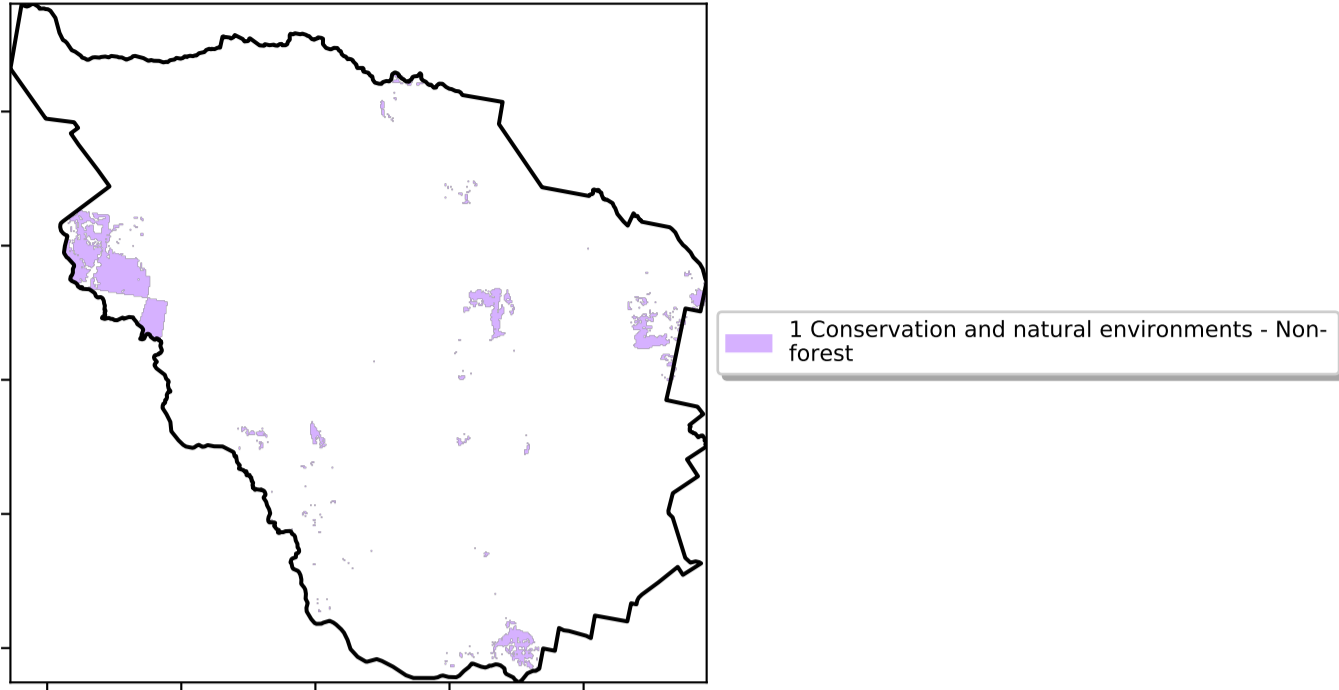 1 Conservation and natural environments - Non-
forest